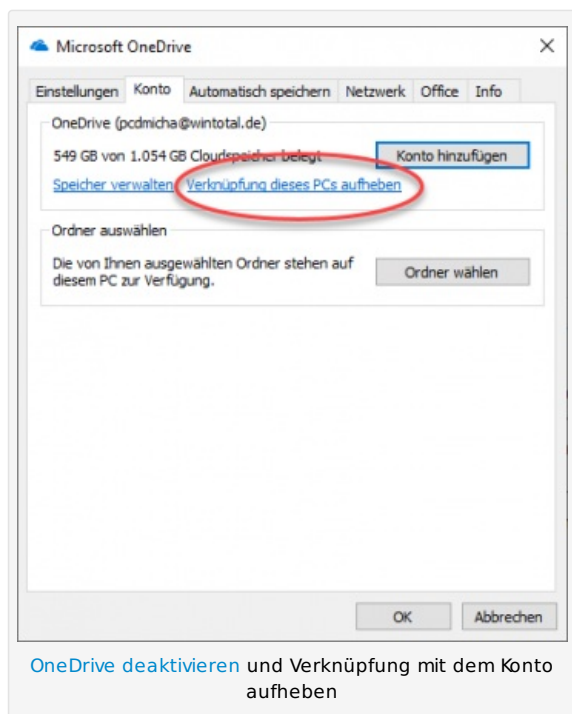 Microsoft OneDrive
Einstellungen Konto Automatisch speichern Netzwerk Office Info
OneDrive (pcdmicha@wintotal.de)
549 GB von 1.054 GB Cloudspeicher belegt
Konto hinzufügen
Speicher verwalten Verknüpfung dieses PCs aufheben
Ordner auswählen
Die von Ihnen ausgewählten Ordner stehen auf
diesem PC zur Verfügung.
Ordner wählen
OK Abbrechen
OneDrive deaktivieren und Verknüpfung mit dem Konto
aufheben